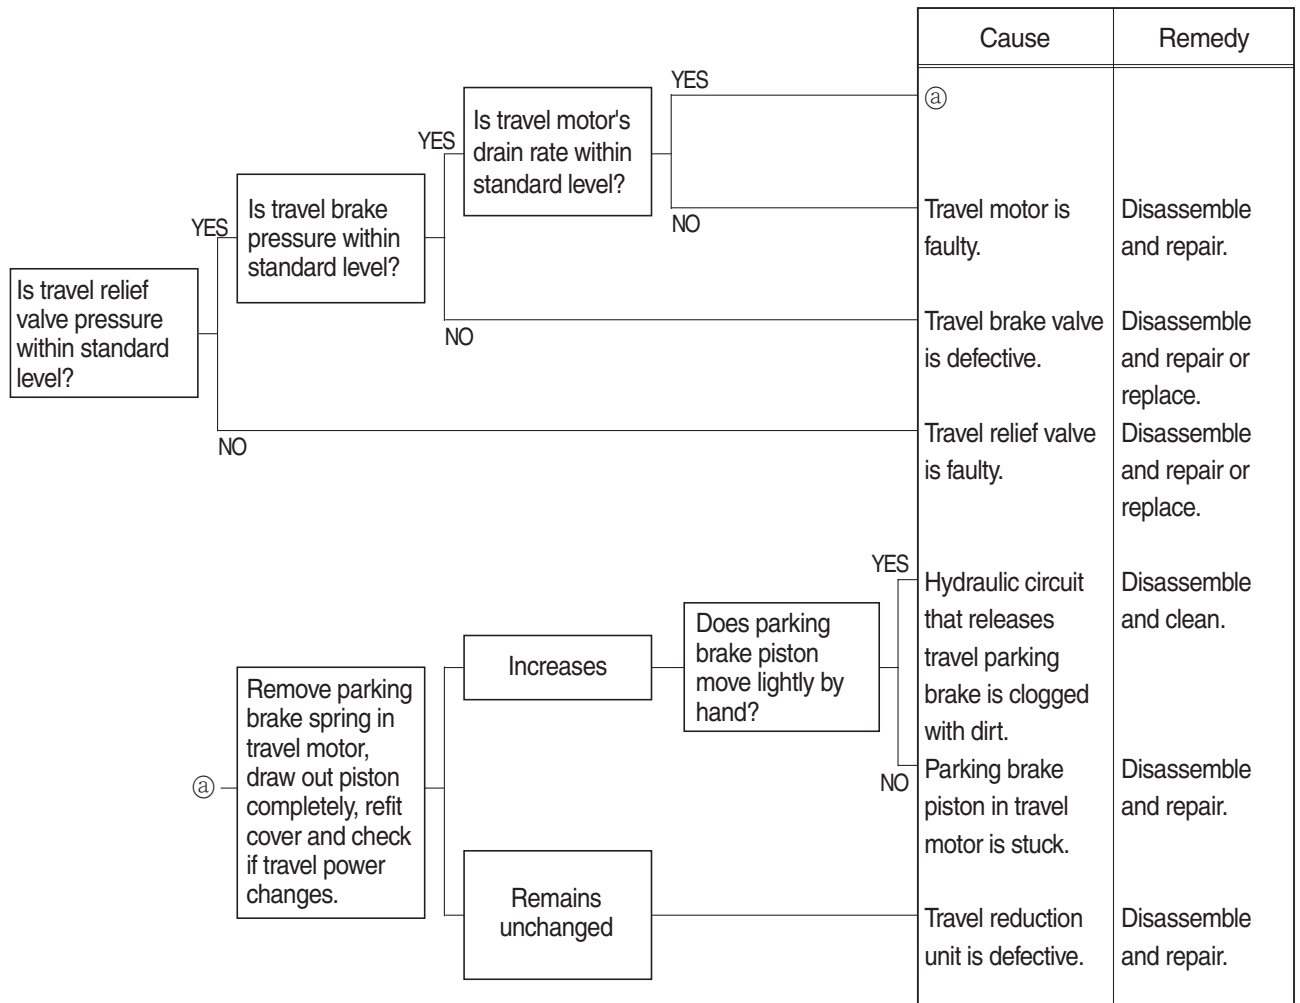 Cause
Remedy
YES
ⓐ
Is travel motor's
drain rate within
standard level?
YES
NO
Travel motor is
faulty.
Disassemble
and repair.
Is travel brake
pressure within
standard level?
YES
NO
Travel brake valve
is defective.
Disassemble
and repair or
replace.
Is travel relief
valve pressure
within standard
level?
NO
Travel relief valve
is faulty.
Disassemble
and repair or
replace.
YES
Hydraulic circuit
that releases
travel parking
brake is clogged
with dirt.
Disassemble
and clean.
Does parking
brake piston
move lightly by
hand?
Increases
Remove parking
brake spring in
travel motor,
draw out piston
completely, refit
cover and check
if travel power
changes.
ⓐ
NO
Parking brake
piston in travel
motor is stuck.
Disassemble
and repair.
Remains
unchanged
Travel reduction
unit is defective.
Disassemble
and repair.